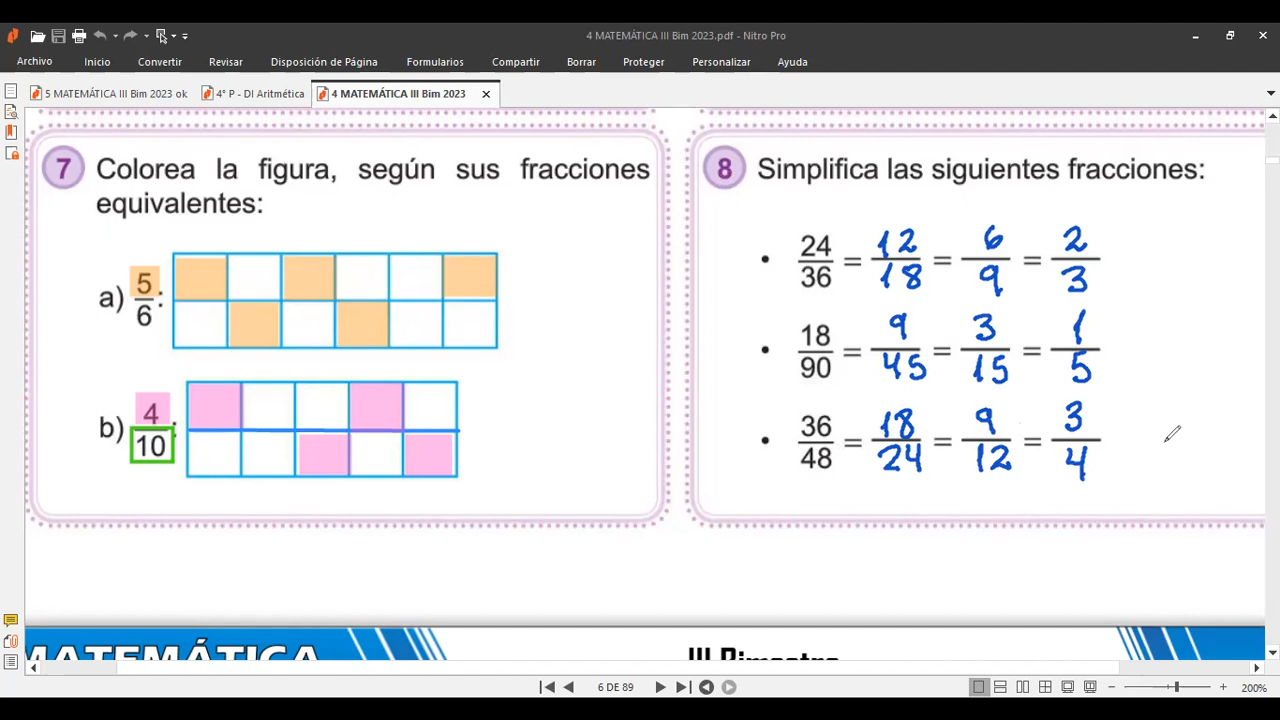 4 MATEMÁTICA III Bim 2023.pdf - Nitro Pro
Archivo Inicio Convertir Revisar Disposición de Página Formularios Compartir Borrar Proteger Personalizar Ayuda
5 MATEMÁTICA III Bim 2023 ok 4° P - DI Aritmética 4 MATEMÁTICA III Bim 2023
7 Colorea la figura, según sus fracciones
equivalentes:
a) 5/6:
b) 4/10:
8 Simplifica las siguientes fracciones:
• 24/36 = 12/18 = 6/9 = 2/3
• 18/90 = 9/45 = 3/15 = 1/5
• 36/48 = 18/24 = 9/12 = 3/4
MATEMÁTICA III Bimestre
6 DE 89 200%